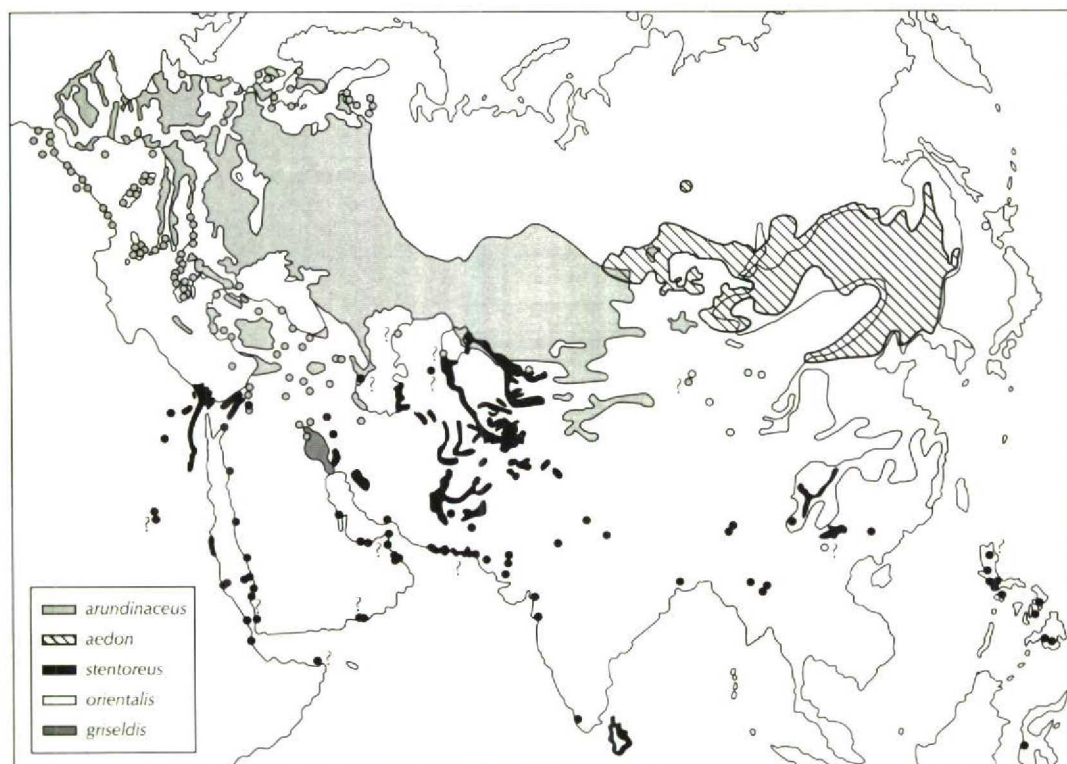 ?
?
?
?
?
?
?
?
?
?
?
?
?
arundinaceus
aedon
stentoreus
orientalis
griseldis